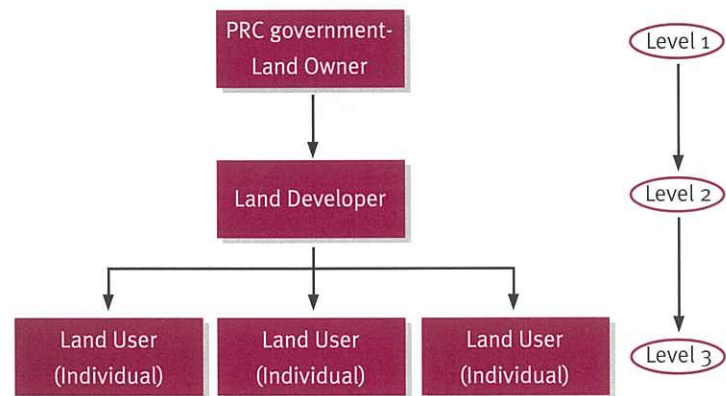 PRC government-
Land Owner
Level 1
Land Developer
Level 2
Land User
(Individual)
Land User
(Individual)
Land User
(Individual)
Level 3